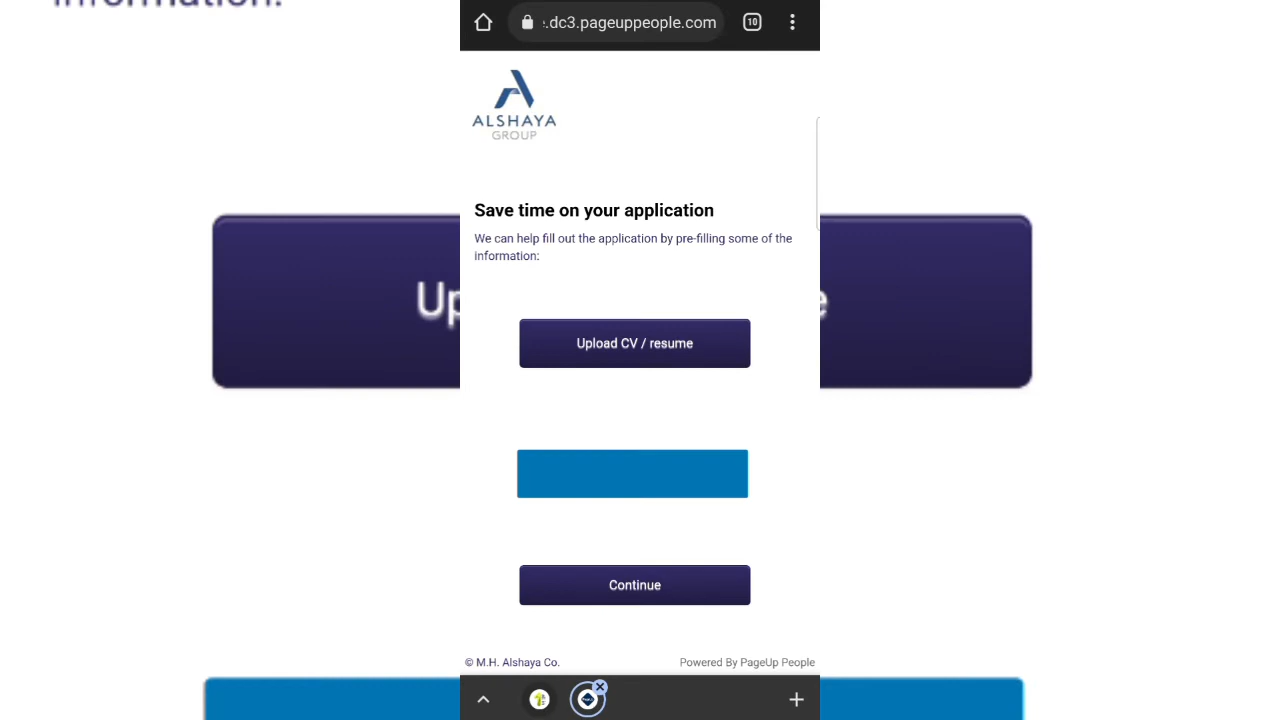 information:
.dc3.pageuppeople.com
10
ALSHAYA
GROUP
Save time on your application
We can help fill out the application by pre-filling some of the
information:
Upload CV / resume
Continue
© M.H. Alshaya Co.
Powered By PageUp People